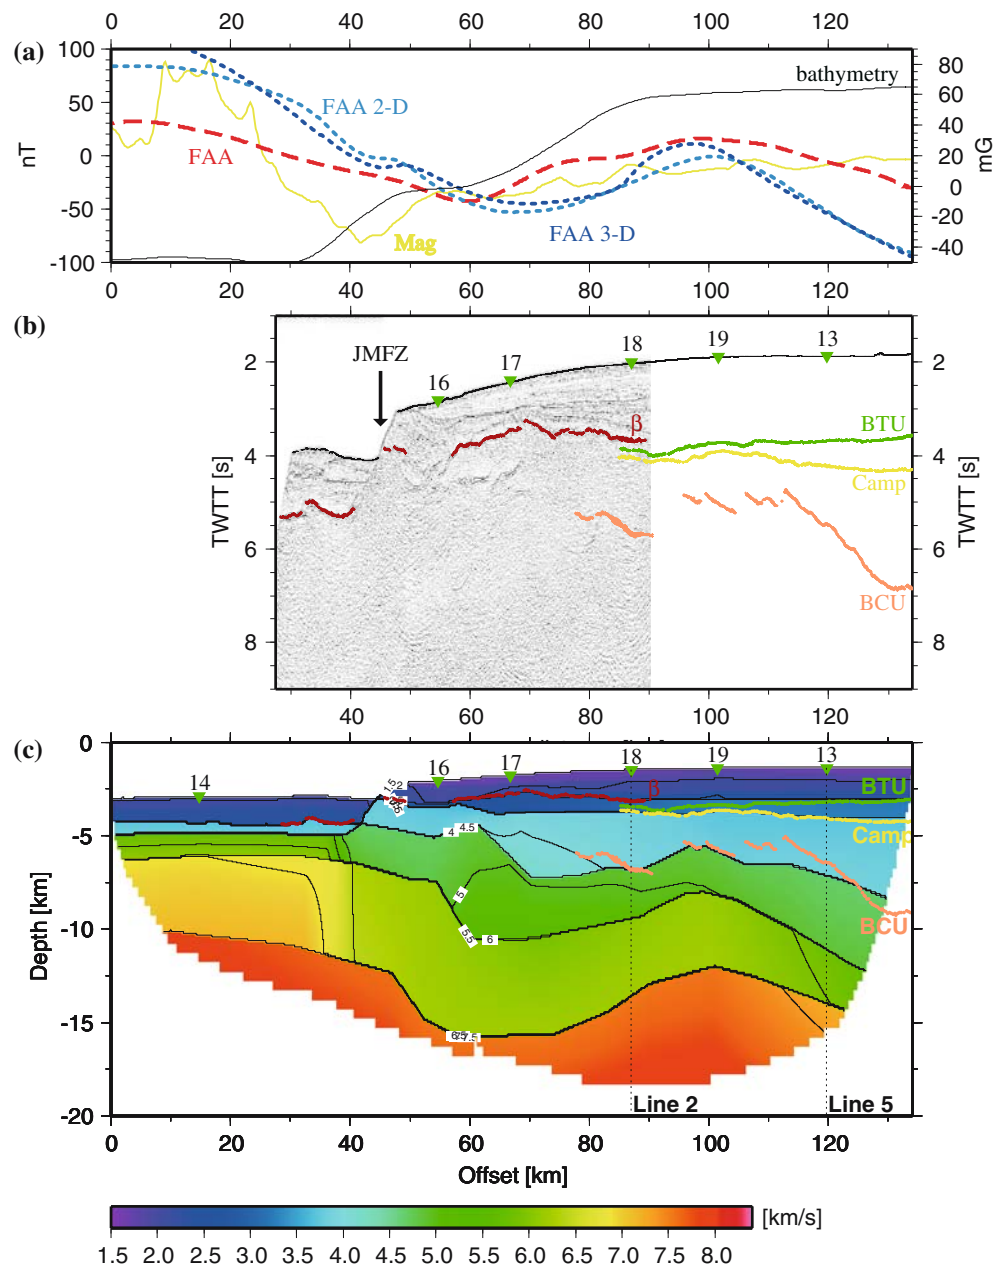 0 20 40 60 80 100 120
(a)
100 50 0 -50 -100
nT
80 60 40 20 0 -20 -40
mG
bathymetry
FAA 2-D
FAA
FAA 3-D
Mag
0 20 40 60 80 100 120
(b)
JMFZ
16 17 18 19 13
2 4 6 8
TWTT [s]
2 4 6 8
TWTT [s]
β
BTU
Camp
BCU
40 60 80 100 120
(c)
0 -5 -10 -15 -20
Depth [km]
14 16 17 18 19 13
β
BTU
Camp
BCU
4 4.5
5
5.5 6
Line 2 Line 5
0 20 40 60 80 100 120
Offset [km]
[km/s]
1.5 2.0 2.5 3.0 3.5 4.0 4.5 5.0 5.5 6.0 6.5 7.0 7.5 8.0